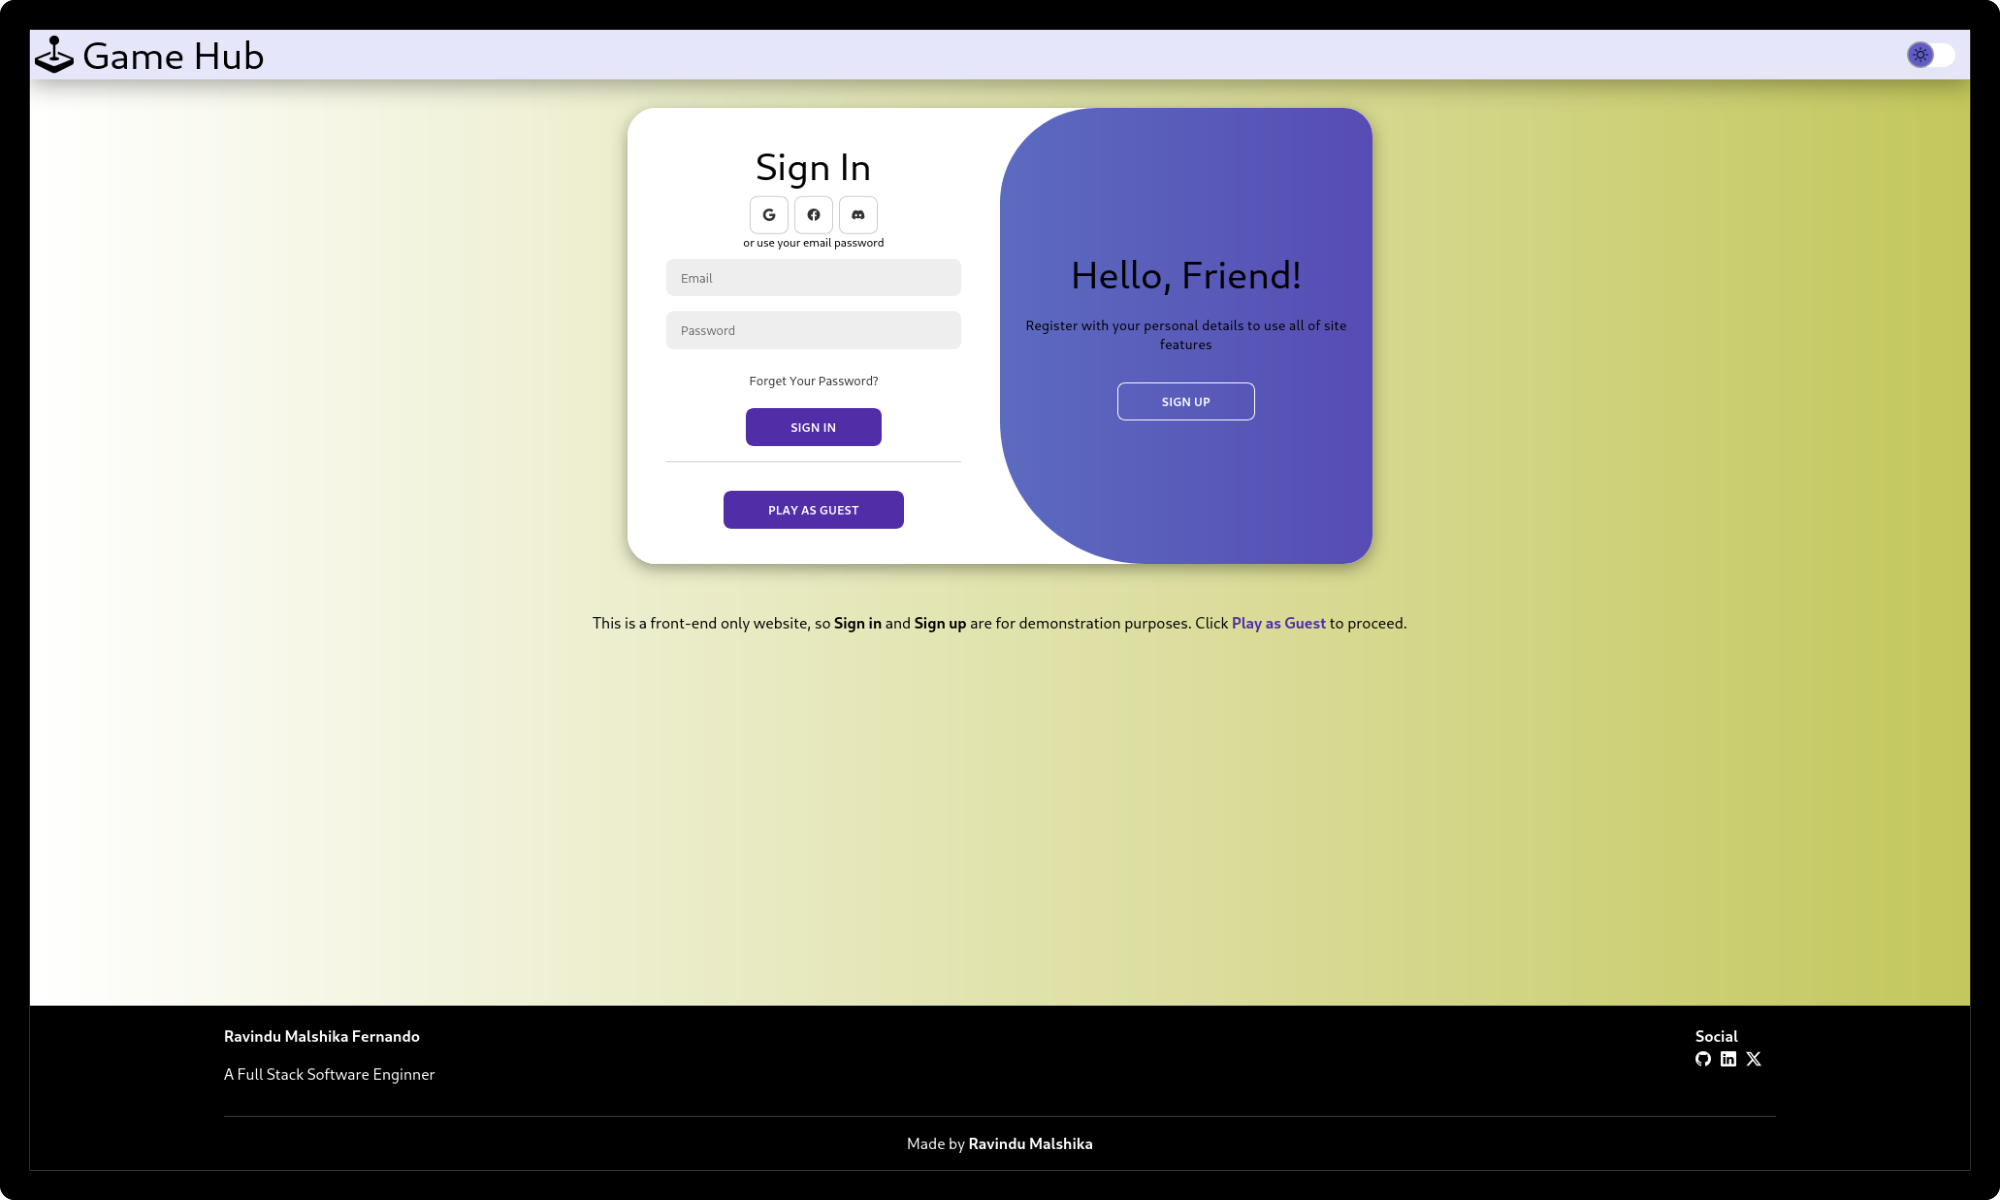 Game Hub
Sign In
or use your email password
Email
Password
Forget Your Password?
SIGN IN
PLAY AS GUEST
Hello, Friend!
Register with your personal details to use all of site
features
SIGN UP
This is a front-end only website, so Sign in and Sign up are for demonstration purposes. Click Play as Guest to proceed.
Ravindu Malshika Fernando
A Full Stack Software Enginner
Social
Made by Ravindu Malshika